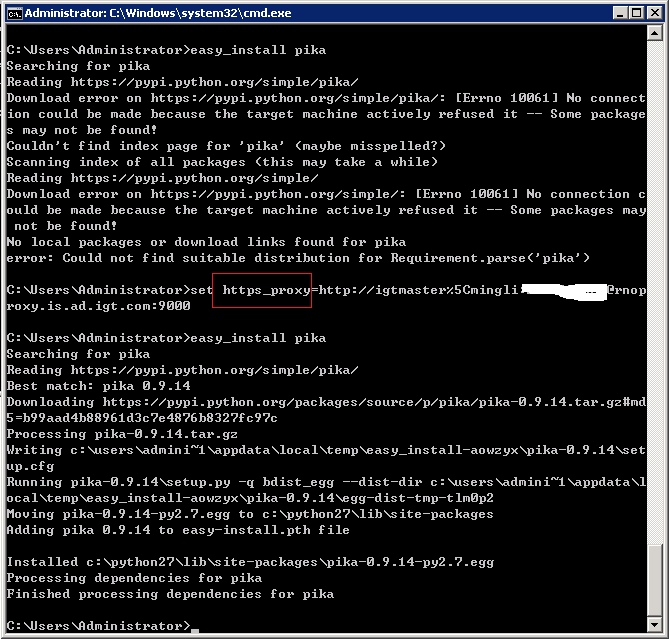 Administrator: C:\Windows\system32\cmd.exe
C:\Users\Administrator>easy_install pika
Searching for pika
Reading https://pypi.python.org/simple/pika/
Download error on https://pypi.python.org/simple/pika/: [Errno 10061] No connect
ion could be made because the target machine actively refused it -- Some package
s may not be found!
Couldn't find index page for 'pika' (maybe misspelled?)
Scanning index of all packages (this may take a while)
Reading https://pypi.python.org/simple/
Download error on https://pypi.python.org/simple/: [Errno 10061] No connection c
ould be made because the target machine actively refused it -- Some packages may
 not be found!
No local packages or download links found for pika
error: Could not find suitable distribution for Requirement.parse('pika')
C:\Users\Administrator>set https_proxy=http://igtmaster%5Cmingli @rnop
roxy.is.ad.igt.com:9000
C:\Users\Administrator>easy_install pika
Searching for pika
Reading https://pypi.python.org/simple/pika/
Best match: pika 0.9.14
Downloading https://pypi.python.org/packages/source/p/pika/pika-0.9.14.tar.gz#md
5=b99aad4b88961d3c7e4876b8327fc97c
Processing pika-0.9.14.tar.gz
Writing c:\users\admini~1\appdata\local\temp\easy_install-aowzyx\pika-0.9.14\set
up.cfg
Running pika-0.9.14\setup.py -q bdist_egg --dist-dir c:\users\admini~1\appdata\l
ocal\temp\easy_install-aowzyx\pika-0.9.14\egg-dist-tmp-tlm0p2
Moving pika-0.9.14-py2.7.egg to c:\python27\lib\site-packages
Adding pika 0.9.14 to easy-install.pth file
Installed c:\python27\lib\site-packages\pika-0.9.14-py2.7.egg
Processing dependencies for pika
Finished processing dependencies for pika
C:\Users\Administrator>_